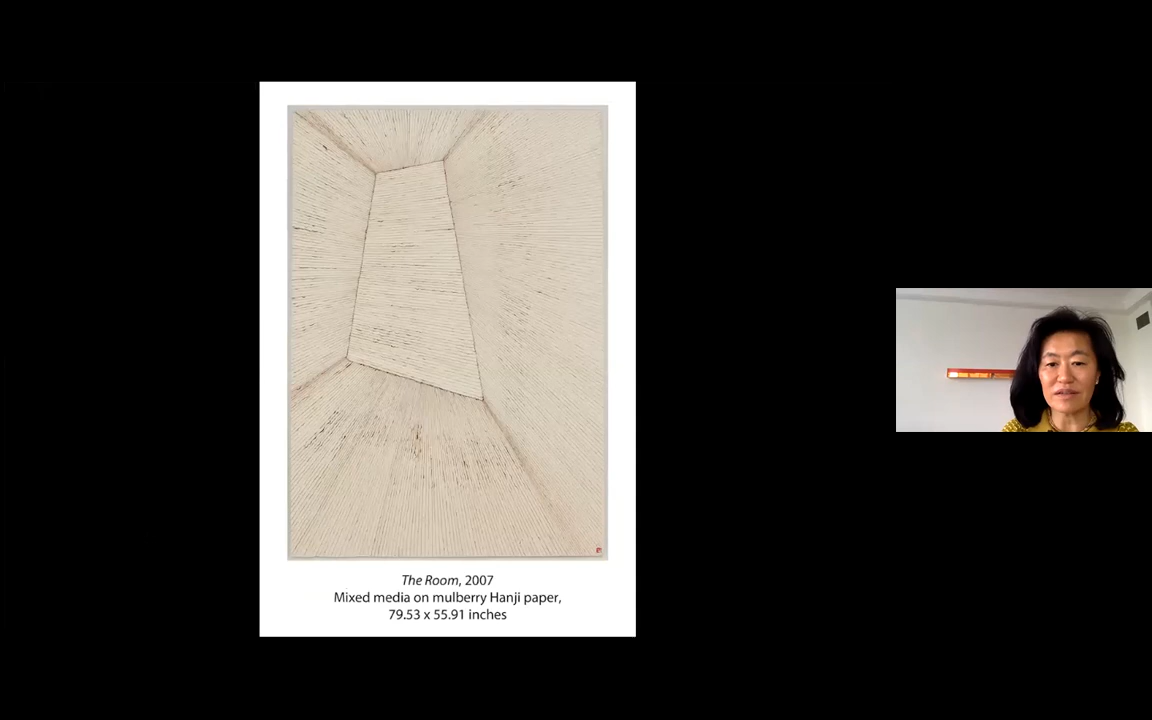 The Room, 2007
Mixed media on mulberry Hanji paper,
79.53 x 55.91 inches